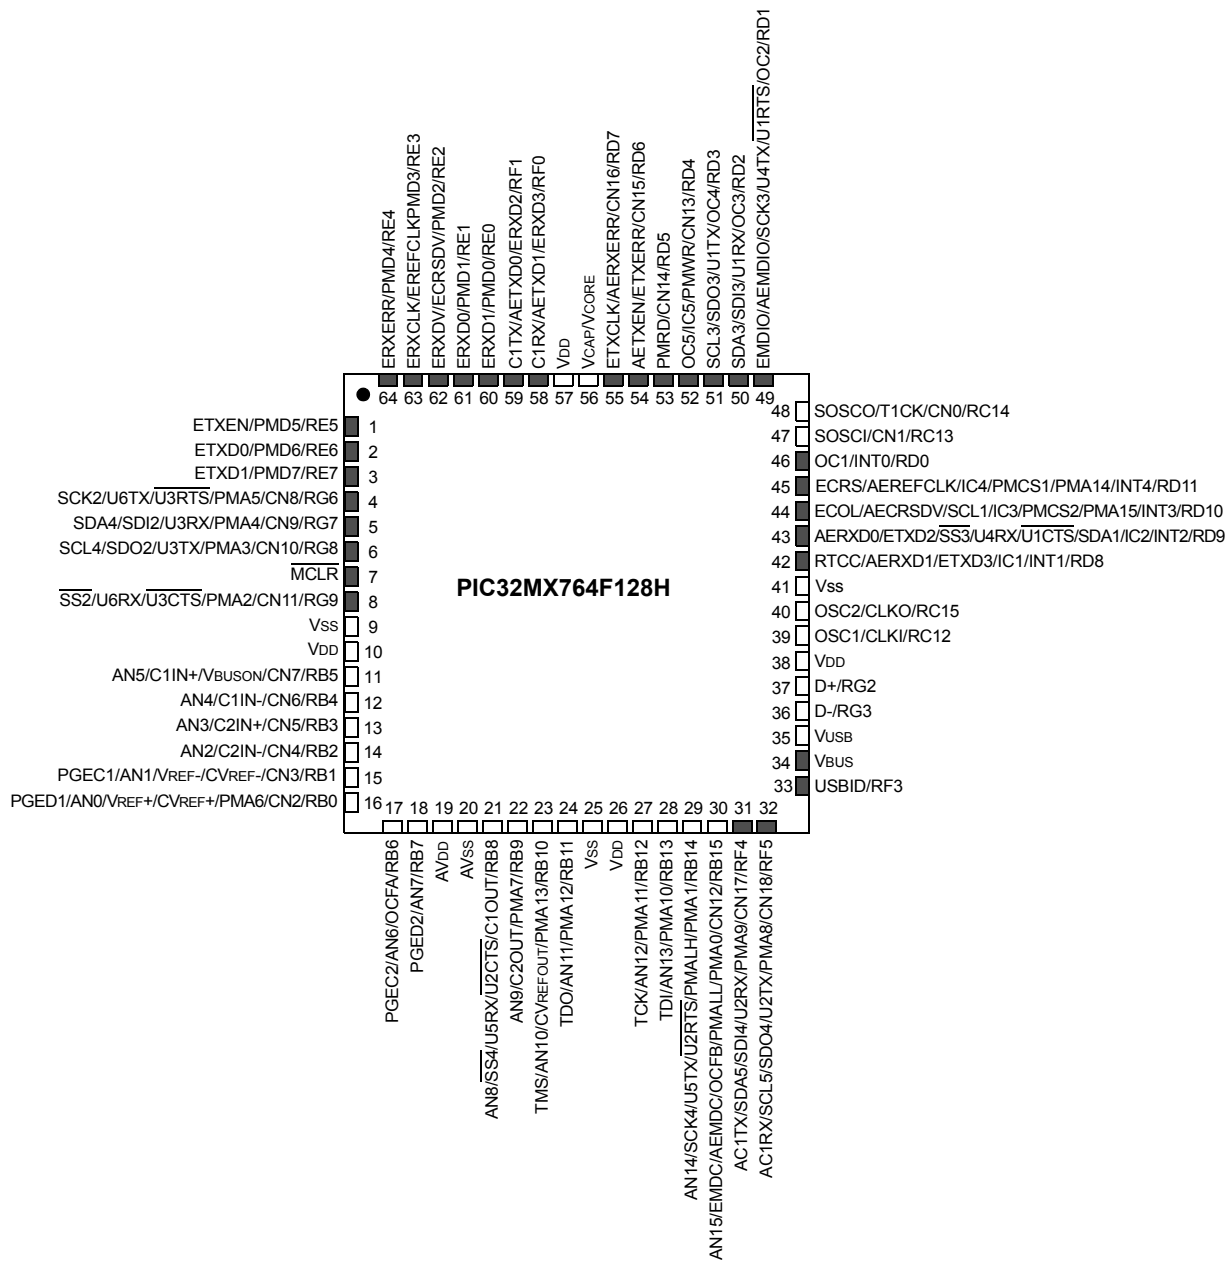 ERXERR/PMD4/RE4
ERXCLK/EREFCLKPMD3/RE3
ERXDV/ECRSDV/PMD2/RE2
ERXD0/PMD1/RE1
ERXD1/PMD0/RE0
C1TX/AETXD0/ERXD2/RF1
C1RX/AETXD1/ERXD3/RF0
VDD
VCAP/VCORE
ETXCLK/AERXERR/CN16/RD7
AETXEN/ETXERR/CN15/RD6
PMRD/CN14/RD5
OC5/IC5/PMWR/CN13/RD4
SCL3/SDO3/U1TX/OC4/RD3
SDA3/SDI3/U1RX/OC3/RD2
EMDIO/AEMDIO/SCK3/U4TX/U1RTS/OC2/RD1
64 63 62 61 60 59 58 57 56 55 54 53 52 51 50 49
ETXEN/PMD5/RE5 1
ETXD0/PMD6/RE6 2
ETXD1/PMD7/RE7 3
SCK2/U6TX/U3RTS/PMA5/CN8/RG6 4
SDA4/SDI2/U3RX/PMA4/CN9/RG7 5
SCL4/SDO2/U3TX/PMA3/CN10/RG8 6
MCLR 7
SS2/U6RX/U3CTS/PMA2/CN11/RG9 8
VSS 9
VDD 10
AN5/C1IN+/VBUSON/CN7/RB5 11
AN4/C1IN-/CN6/RB4 12
AN3/C2IN+/CN5/RB3 13
AN2/C2IN-/CN4/RB2 14
PGEC1/AN1/VREF-/CVREF-/CN3/RB1 15
PGED1/AN0/VREF+/CVREF+/PMA6/CN2/RB0 16
PIC32MX764F128H
48 SOSCO/T1CK/CN0/RC14
47 SOSCI/CN1/RC13
46 OC1/INT0/RD0
45 ECRS/AEREFCLK/IC4/PMCS1/PMA14/INT4/RD11
44 ECOL/AECRSDV/SCL1/IC3/PMCS2/PMA15/INT3/RD10
43 AERXD0/ETXD2/SS3/U4RX/U1CTS/SDA1/IC2/INT2/RD9
42 RTCC/AERXD1/ETXD3/IC1/INT1/RD8
41 Vss
40 OSC2/CLKO/RC15
39 OSC1/CLKI/RC12
38 VDD
37 D+/RG2
36 D-/RG3
35 VUSB
34 VBUS
33 USBID/RF3
17 18 19 20 21 22 23 24 25 26 27 28 29 30 31 32
PGEC2/AN6/OCFA/RB6
PGED2/AN7/RB7
AVDD
AVSS
AN8/SS4/U5RX/U2CTS/C1OUT/RB8
AN9/C2OUT/PMA7/RB9
TMS/AN10/CVREFOUT/PMA13/RB10
TDO/AN11/PMA12/RB11
VSS
VDD
TCK/AN12/PMA11/RB12
TDI/AN13/PMA10/RB13
AN14/SCK4/U5TX/U2RTS/PMALH/PMA1/RB14
AN15/EMDC/AEMDC/OCFB/PMALL/PMA0/CN12/RB15
AC1TX/SDA5/SDI4/U2RX/PMA9/CN17/RF4
AC1RX/SCL5/SDO4/U2TX/PMA8/CN18/RF5